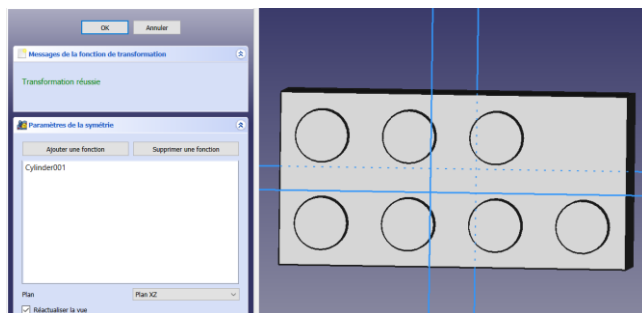 OK
Annuler
Messages de la fonction de transformation
Transformation réussie
Paramètres de la symétrie
Ajouter une fonction
Supprimer une fonction
Cylinder001
Plan
Plan XZ
Réactualiser la vue